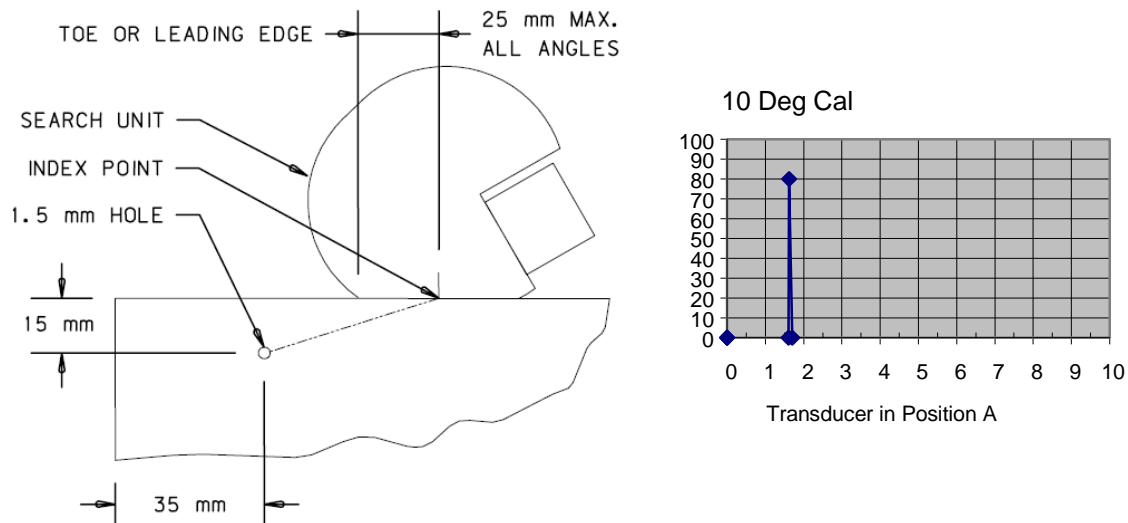 TOE OR LEADING EDGE
25 mm MAX.
ALL ANGLES
SEARCH UNIT
INDEX POINT
1.5 mm HOLE
15 mm
35 mm
10 Deg Cal
100
90
80
70
60
50
40
30
20
10
0
0 1 2 3 4 5 6 7 8 9 10
Transducer in Position A